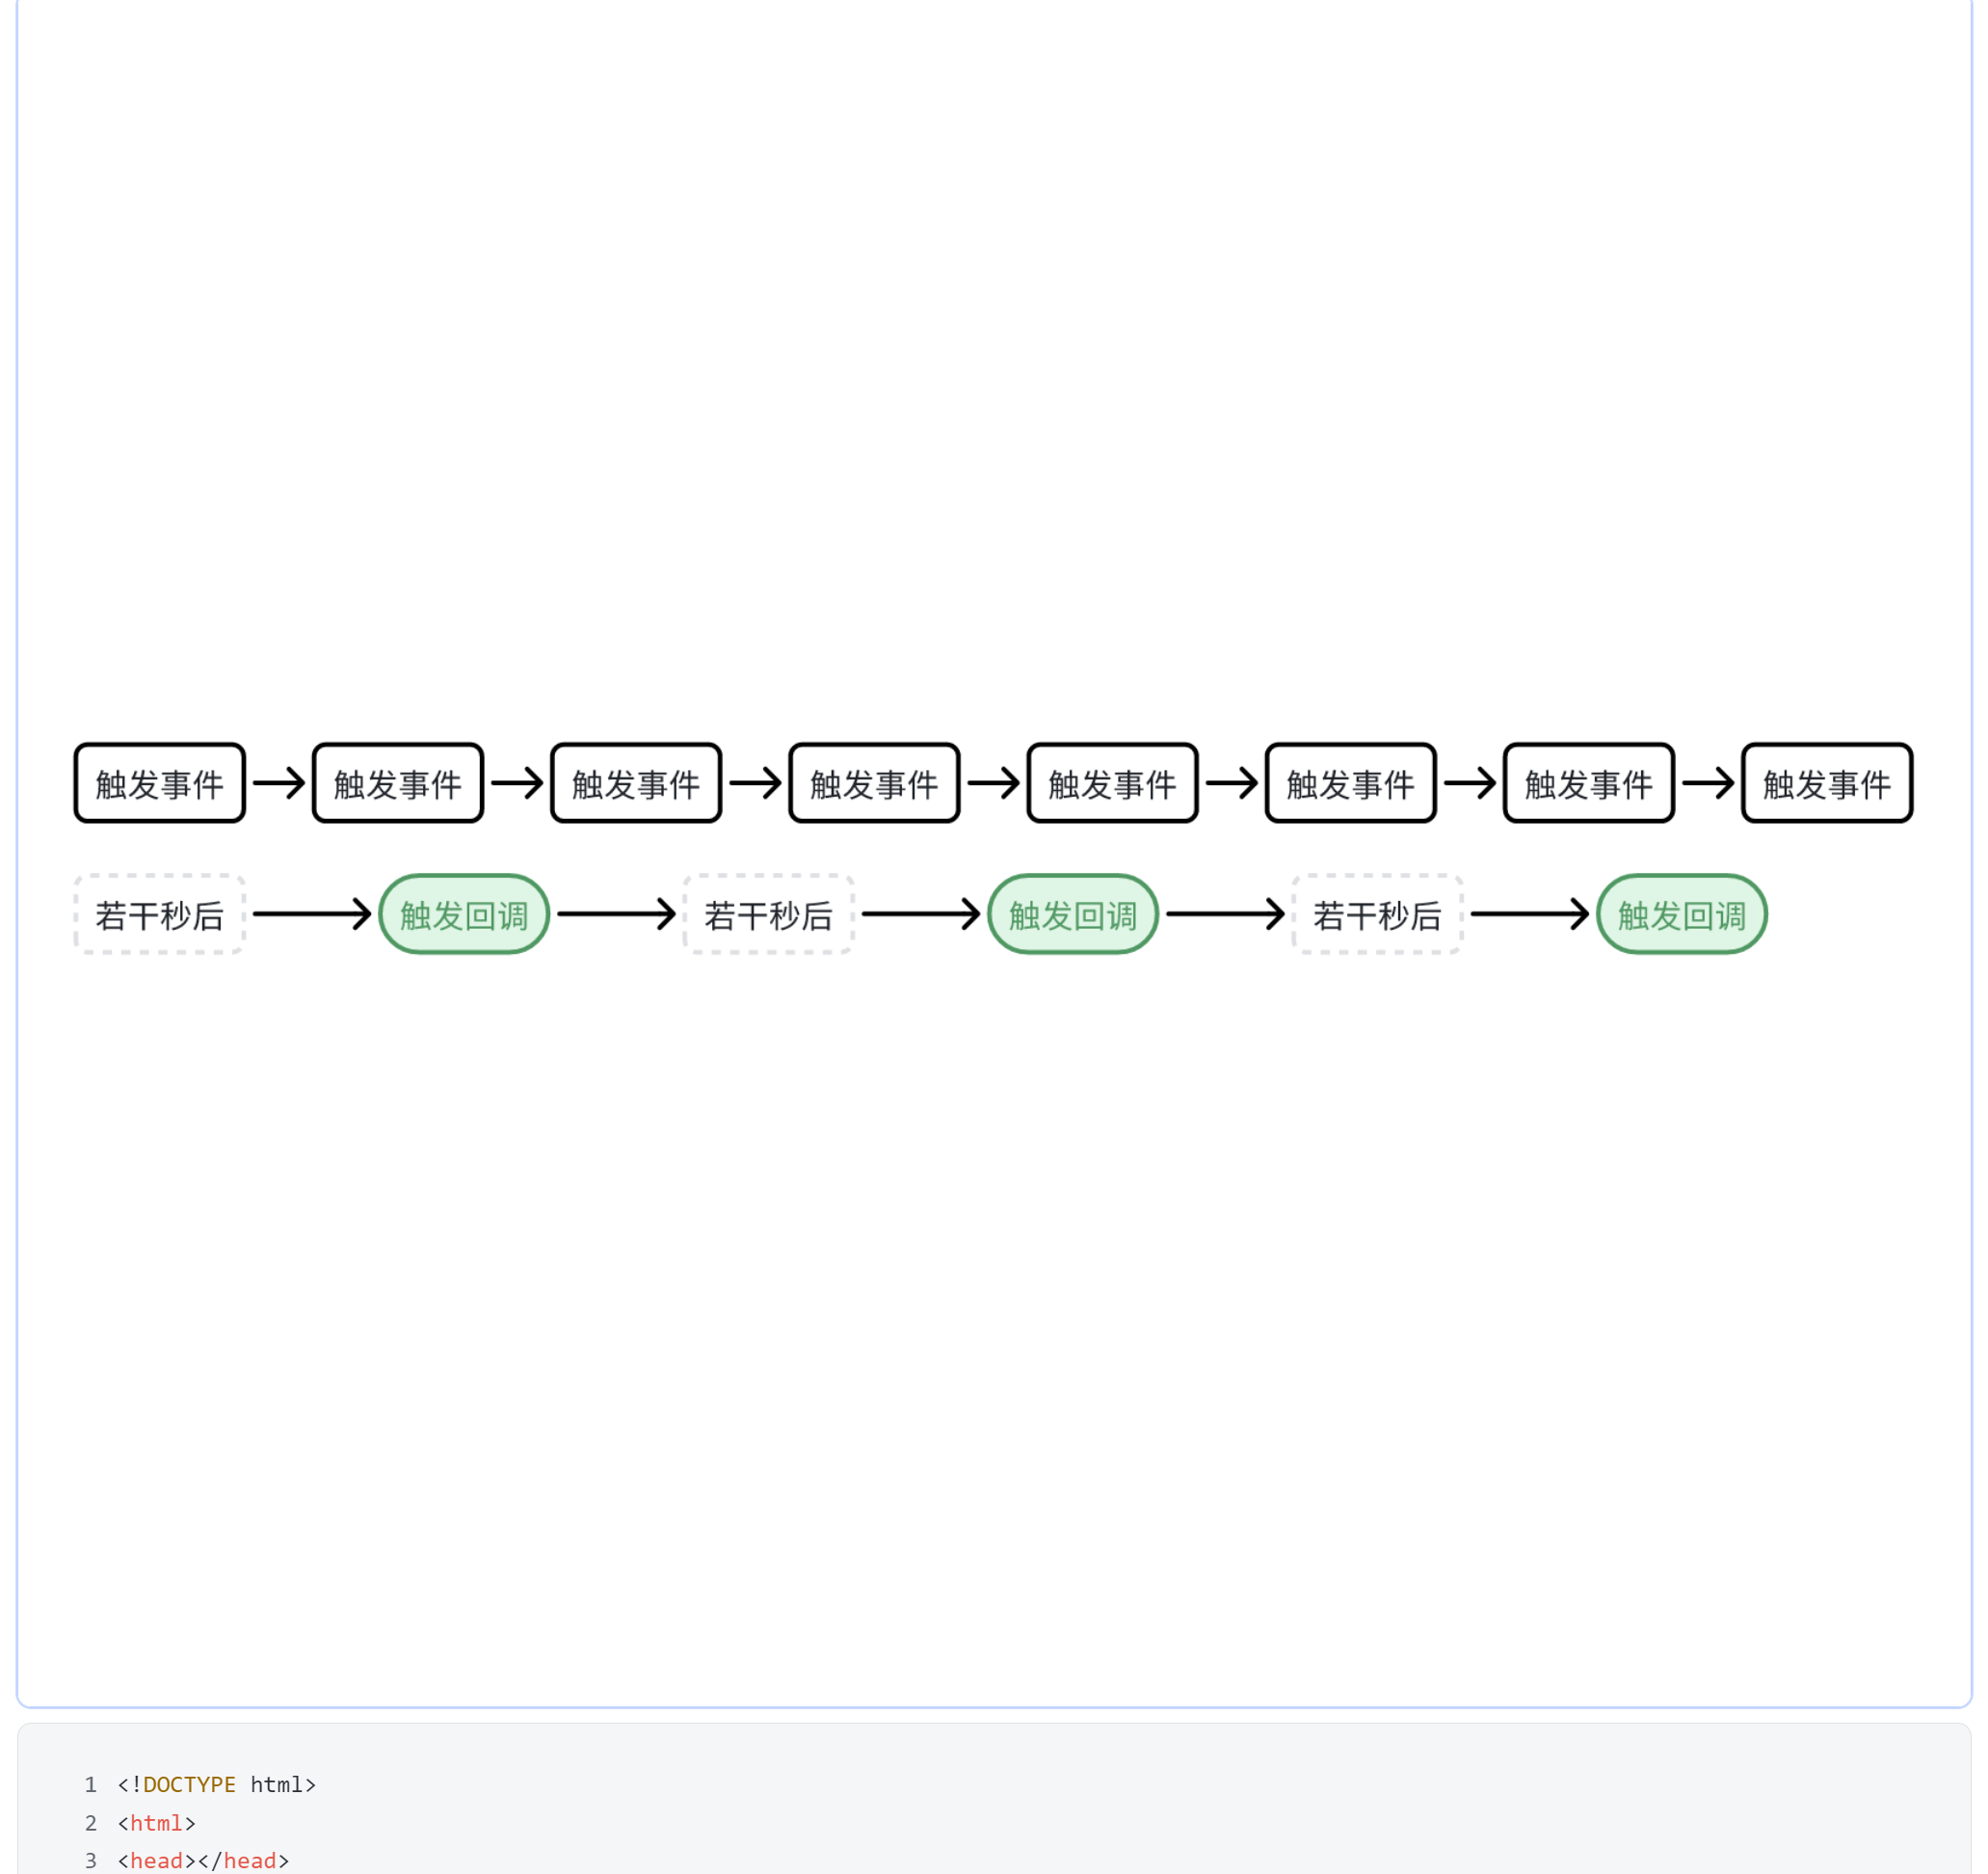 触发事件 触发事件 触发事件 触发事件 触发事件 触发事件 触发事件 触发事件
若干秒后 触发回调 若干秒后 触发回调 若干秒后 触发回调
1 <!DOCTYPE html>
2 <html>
3 <head></head>